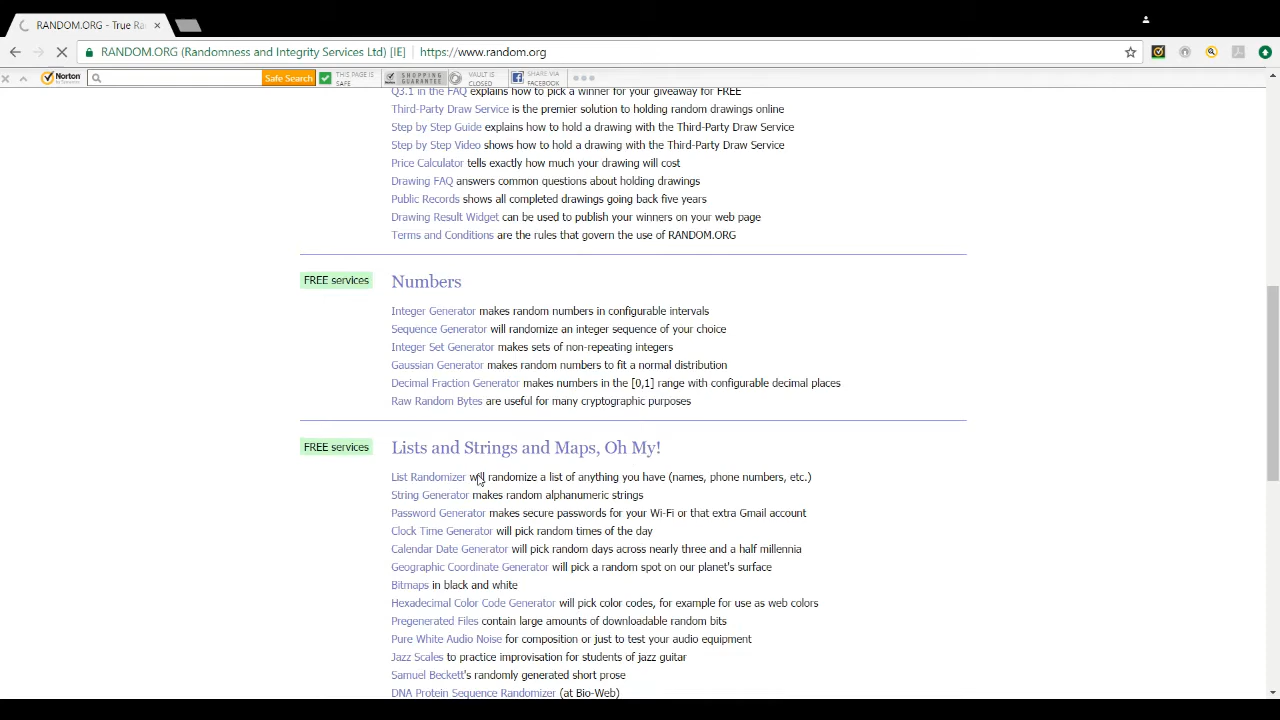 RANDOM.ORG - True Ra
RANDOM.ORG (Randomness and Integrity Services Ltd) [IE] https://www.random.org
Norton Safe Search THIS PAGE IS SAFE SHOPPING GUARANTEE VAULT IS CLOSED SHARE VIA FACEBOOK
Q3.1 in the FAQ explains how to pick a winner for your giveaway for FREE
Third-Party Draw Service is the premier solution to holding random drawings online
Step by Step Guide explains how to hold a drawing with the Third-Party Draw Service
Step by Step Video shows how to hold a drawing with the Third-Party Draw Service
Price Calculator tells exactly how much your drawing will cost
Drawing FAQ answers common questions about holding drawings
Public Records shows all completed drawings going back five years
Drawing Result Widget can be used to publish your winners on your web page
Terms and Conditions are the rules that govern the use of RANDOM.ORG
FREE services Numbers
Integer Generator makes random numbers in configurable intervals
Sequence Generator will randomize an integer sequence of your choice
Integer Set Generator makes sets of non-repeating integers
Gaussian Generator makes random numbers to fit a normal distribution
Decimal Fraction Generator makes numbers in the [0,1] range with configurable decimal places
Raw Random Bytes are useful for many cryptographic purposes
FREE services Lists and Strings and Maps, Oh My!
List Randomizer will randomize a list of anything you have (names, phone numbers, etc.)
String Generator makes random alphanumeric strings
Password Generator makes secure passwords for your Wi-Fi or that extra Gmail account
Clock Time Generator will pick random times of the day
Calendar Date Generator will pick random days across nearly three and a half millennia
Geographic Coordinate Generator will pick a random spot on our planet's surface
Bitmaps in black and white
Hexadecimal Color Code Generator will pick color codes, for example for use as web colors
Pregenerated Files contain large amounts of downloadable random bits
Pure White Audio Noise for composition or just to test your audio equipment
Jazz Scales to practice improvisation for students of jazz guitar
Samuel Beckett's randomly generated short prose
DNA Protein Sequence Randomizer (at Bio-Web)